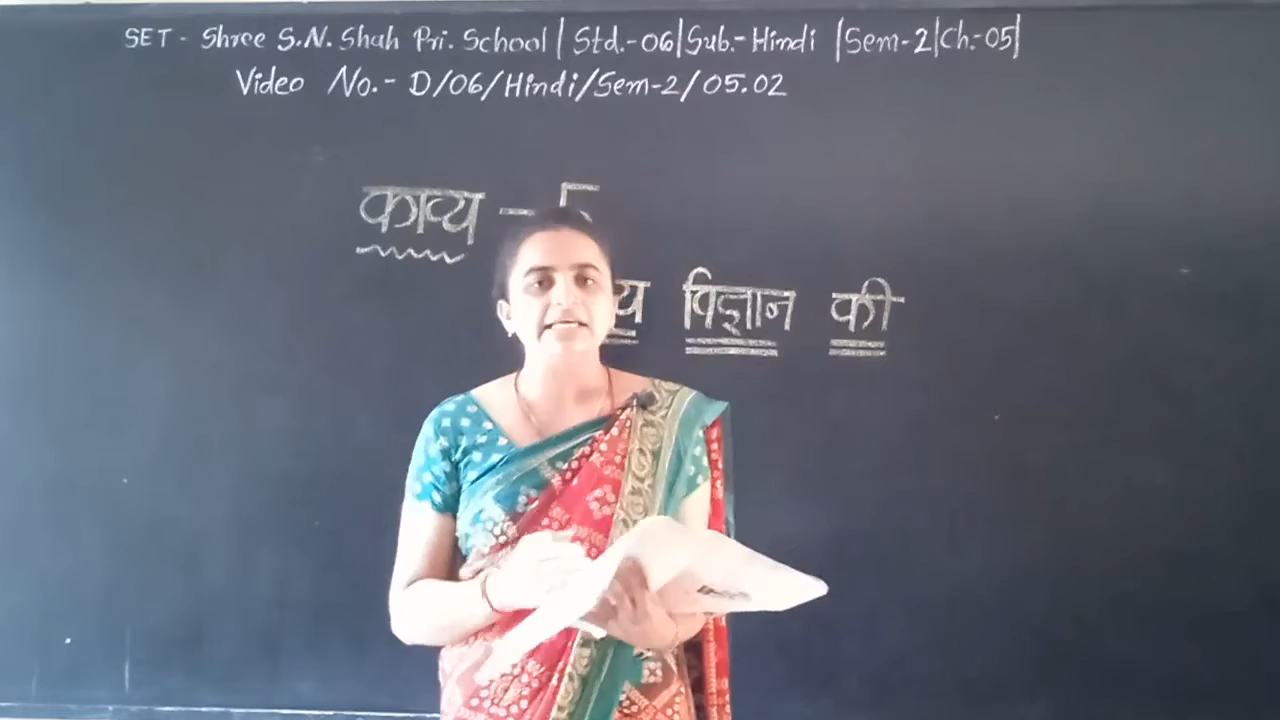 SET - Shree S.N. Shah Pri. School | Std.-06 | Sub.- Hindi | Sem-2 | Ch.-05 |
Video No.- D/06/Hindi/Sem-2/05.02
काव्य -
विज्ञान की